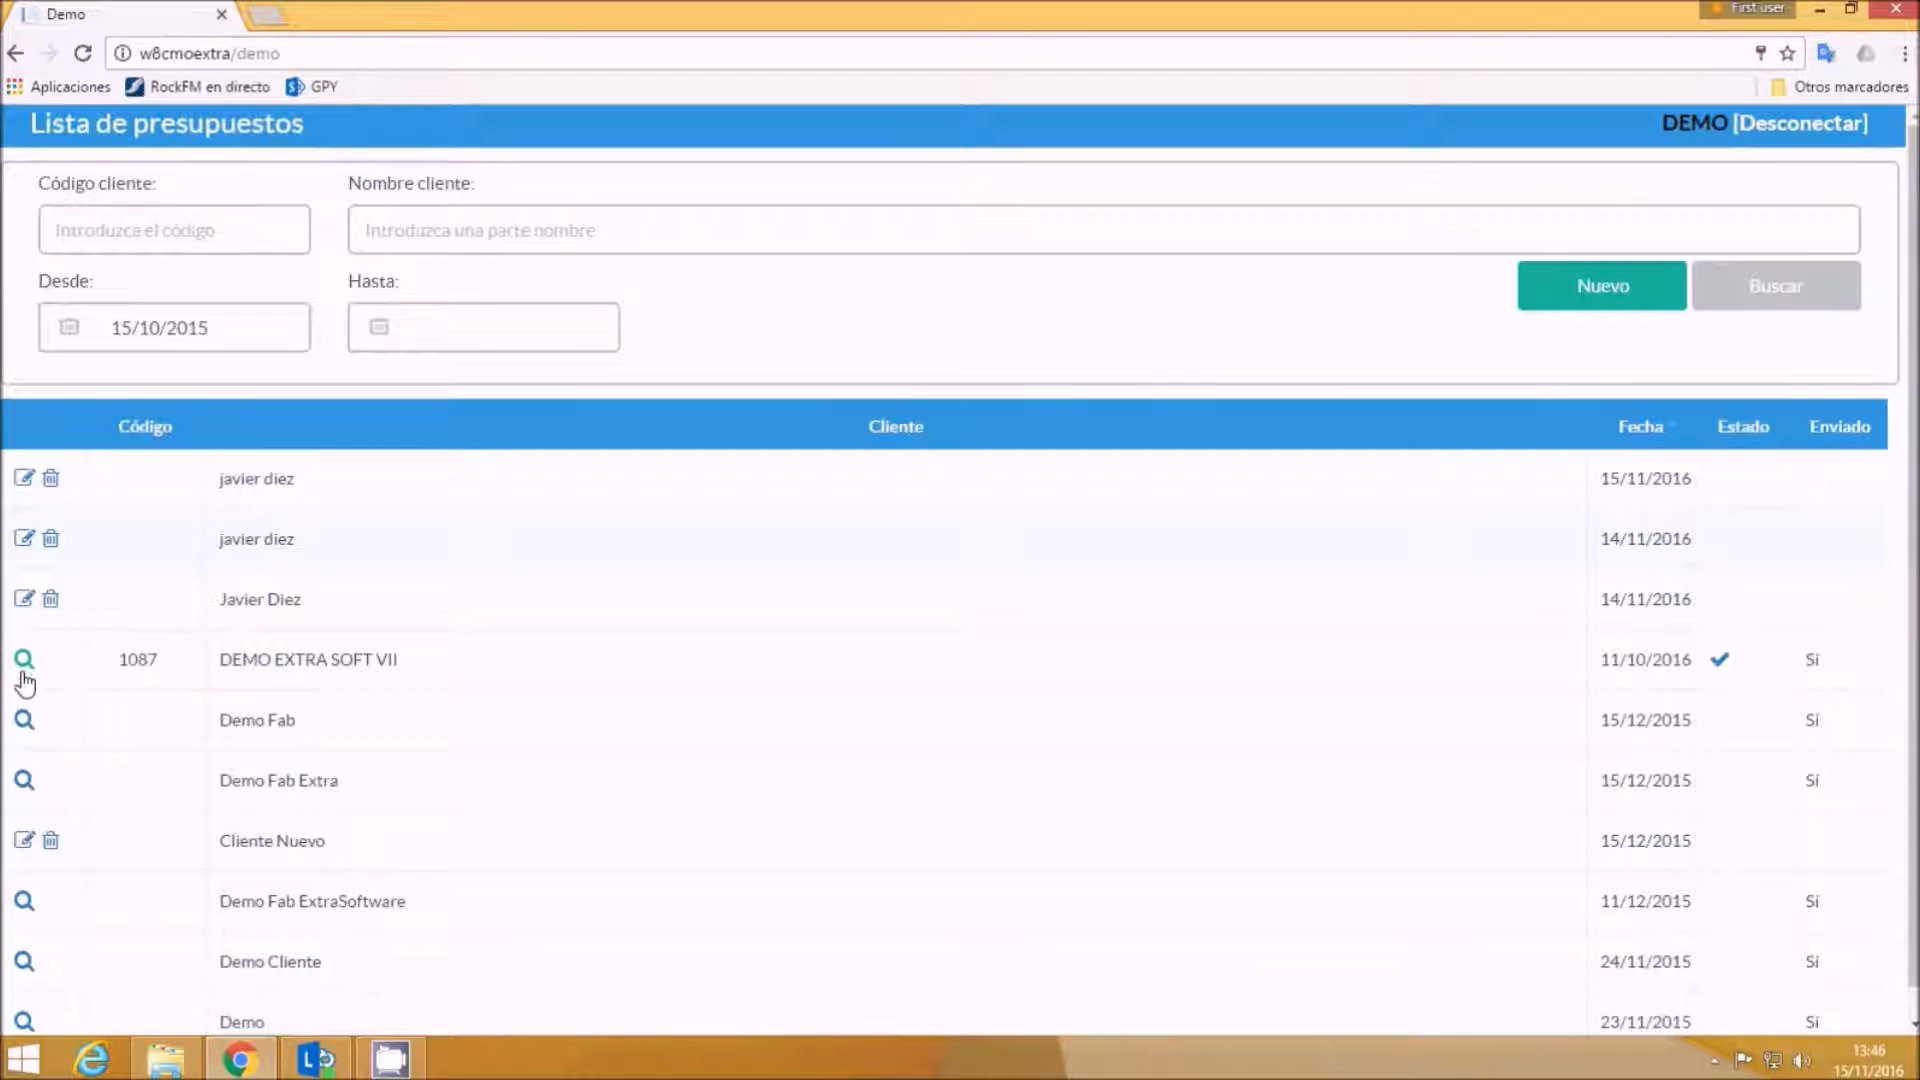 Demo
First user
w8cmoextra/demo
Aplicaciones RockFM en directo GPY Otros marcadores
Lista de presupuestos DEMO [Desconectar]
Código cliente: Nombre cliente:
Introduzca el código Introduzca una parte nombre
Desde: Hasta:
Nuevo Buscar
15/10/2015
Código Cliente Fecha Estado Enviado
javier diez 15/11/2016
javier diez 14/11/2016
Javier Diez 14/11/2016
1087 DEMO EXTRA SOFT VII 11/10/2016 Sí
Demo Fab 15/12/2015 Sí
Demo Fab Extra 15/12/2015 Sí
Cliente Nuevo 15/12/2015
Demo Fab ExtraSoftware 11/12/2015 Sí
Demo Cliente 24/11/2015 Sí
Demo 23/11/2015 Sí
13:46
15/11/2016